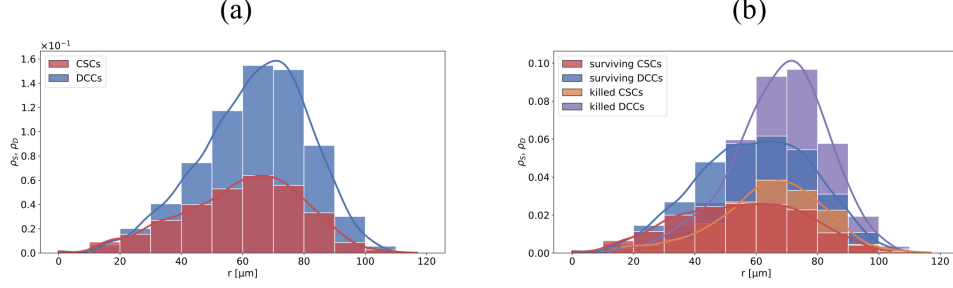 (a)
×10⁻¹
CSCs
DCCs
1.6
1.4
1.2
1.0
0.8
0.6
0.4
0.2
0.0
ρS, ρD
0 20 40 60 80 100 120
r [μm]
(b)
surviving CSCs
surviving DCCs
killed CSCs
killed DCCs
0.10
0.08
0.06
0.04
0.02
0.00
ρS, ρD
0 20 40 60 80 100 120
r [μm]